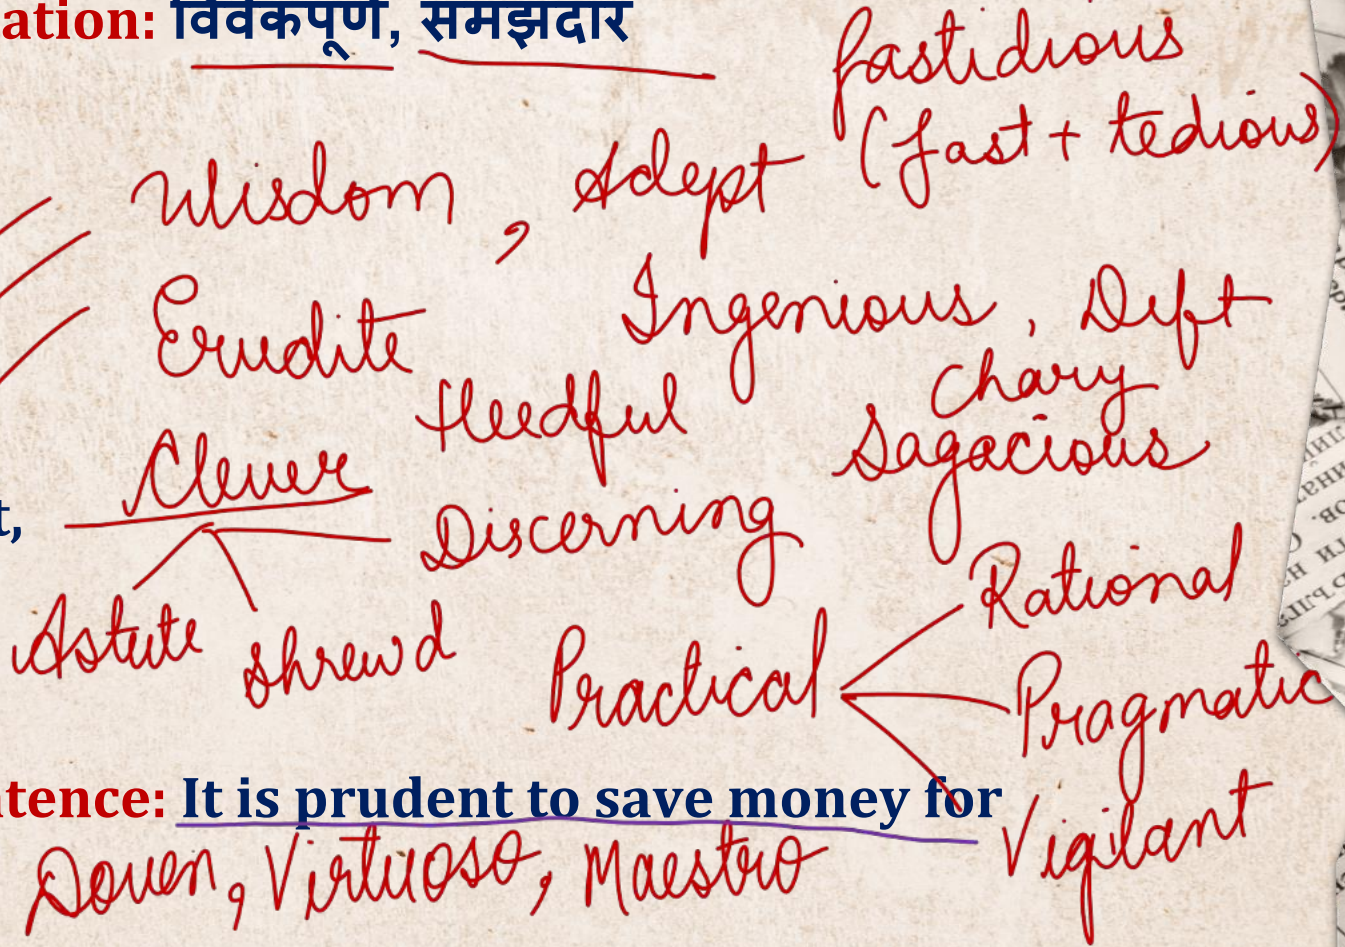 ation: विवेकपूर्ण, समझदार
fastidious
(fast + tedious)
Wisdom, Adept
Erudite
Ingenious, Deft
Heedful
Chary
Sagacious
t,
Clever
Discerning
Astute
Shrewd
Practical
Rational
Pragmatic
Vigilant
tence: It is prudent to save money for
Doyen, Virtuoso, Maestro